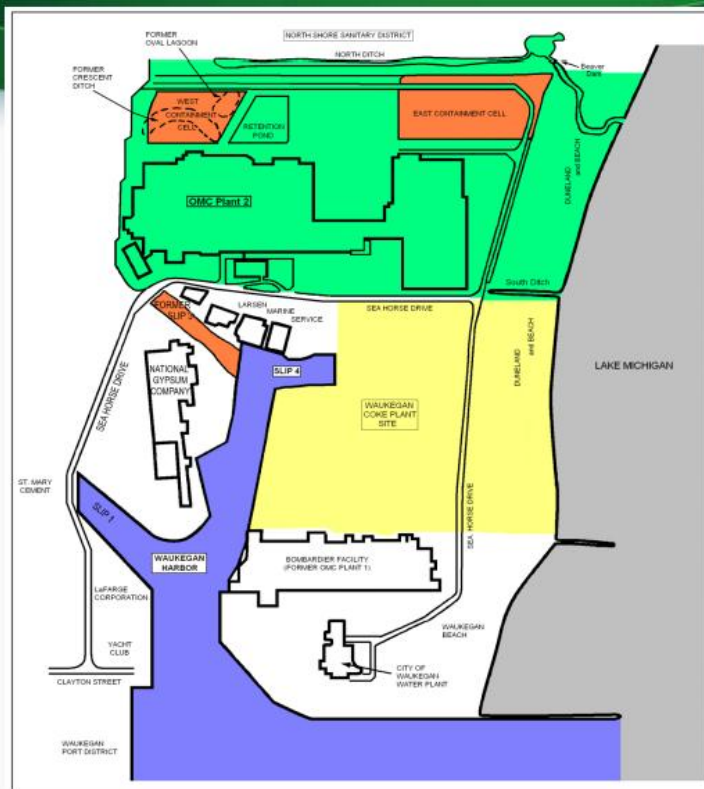 FORMER
OVAL LAGOON
NORTH SHORE SANITARY DISTRICT
NORTH DITCH
Beaver
Dam
FORMER
CRESCENT
DITCH
WEST
CONTAINMENT
CELL
RETENTION
POND
EAST CONTAINMENT CELL
DUNELAND
and BEACH
OMC Plant 2
South Ditch
FORMER
SLIP 3
LARSEN
MARINE
SERVICE
SEA HORSE DRIVE
SEA HORSE DRIVE
NATIONAL
GYPSUM
COMPANY
SLIP 4
DUNELAND
and BEACH
LAKE MICHIGAN
WAUKEGAN
COKE PLANT
SITE
ST. MARY
CEMENT
SLIP 1
SEA HORSE DRIVE
WAUKEGAN
HARBOR
BOMBARDIER FACILITY
(FORMER OMC PLANT 1)
LaFARGE
CORPORATION
WAUKEGAN
BEACH
YACHT
CLUB
CITY OF
WAUKEGAN
WATER PLANT
CLAYTON STREET
WAUKEGAN
PORT DISTRICT